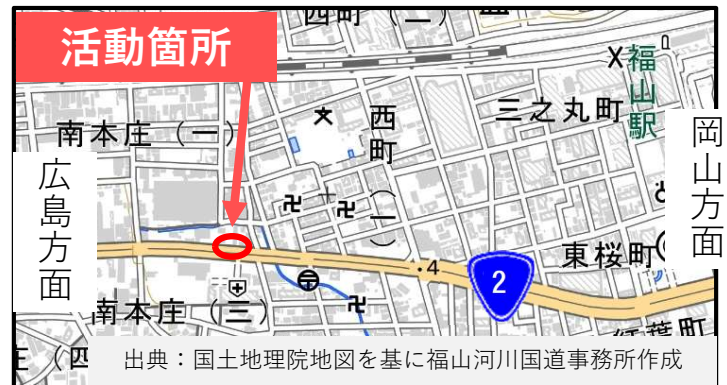 西町（二）
活動箇所
福山駅
三之丸町
西町（一）
南本庄（一）
岡山方面
広島方面
東桜町
・4
2
南本庄（三）
出典：国土地理院地図を基に福山河川国道事務所作成